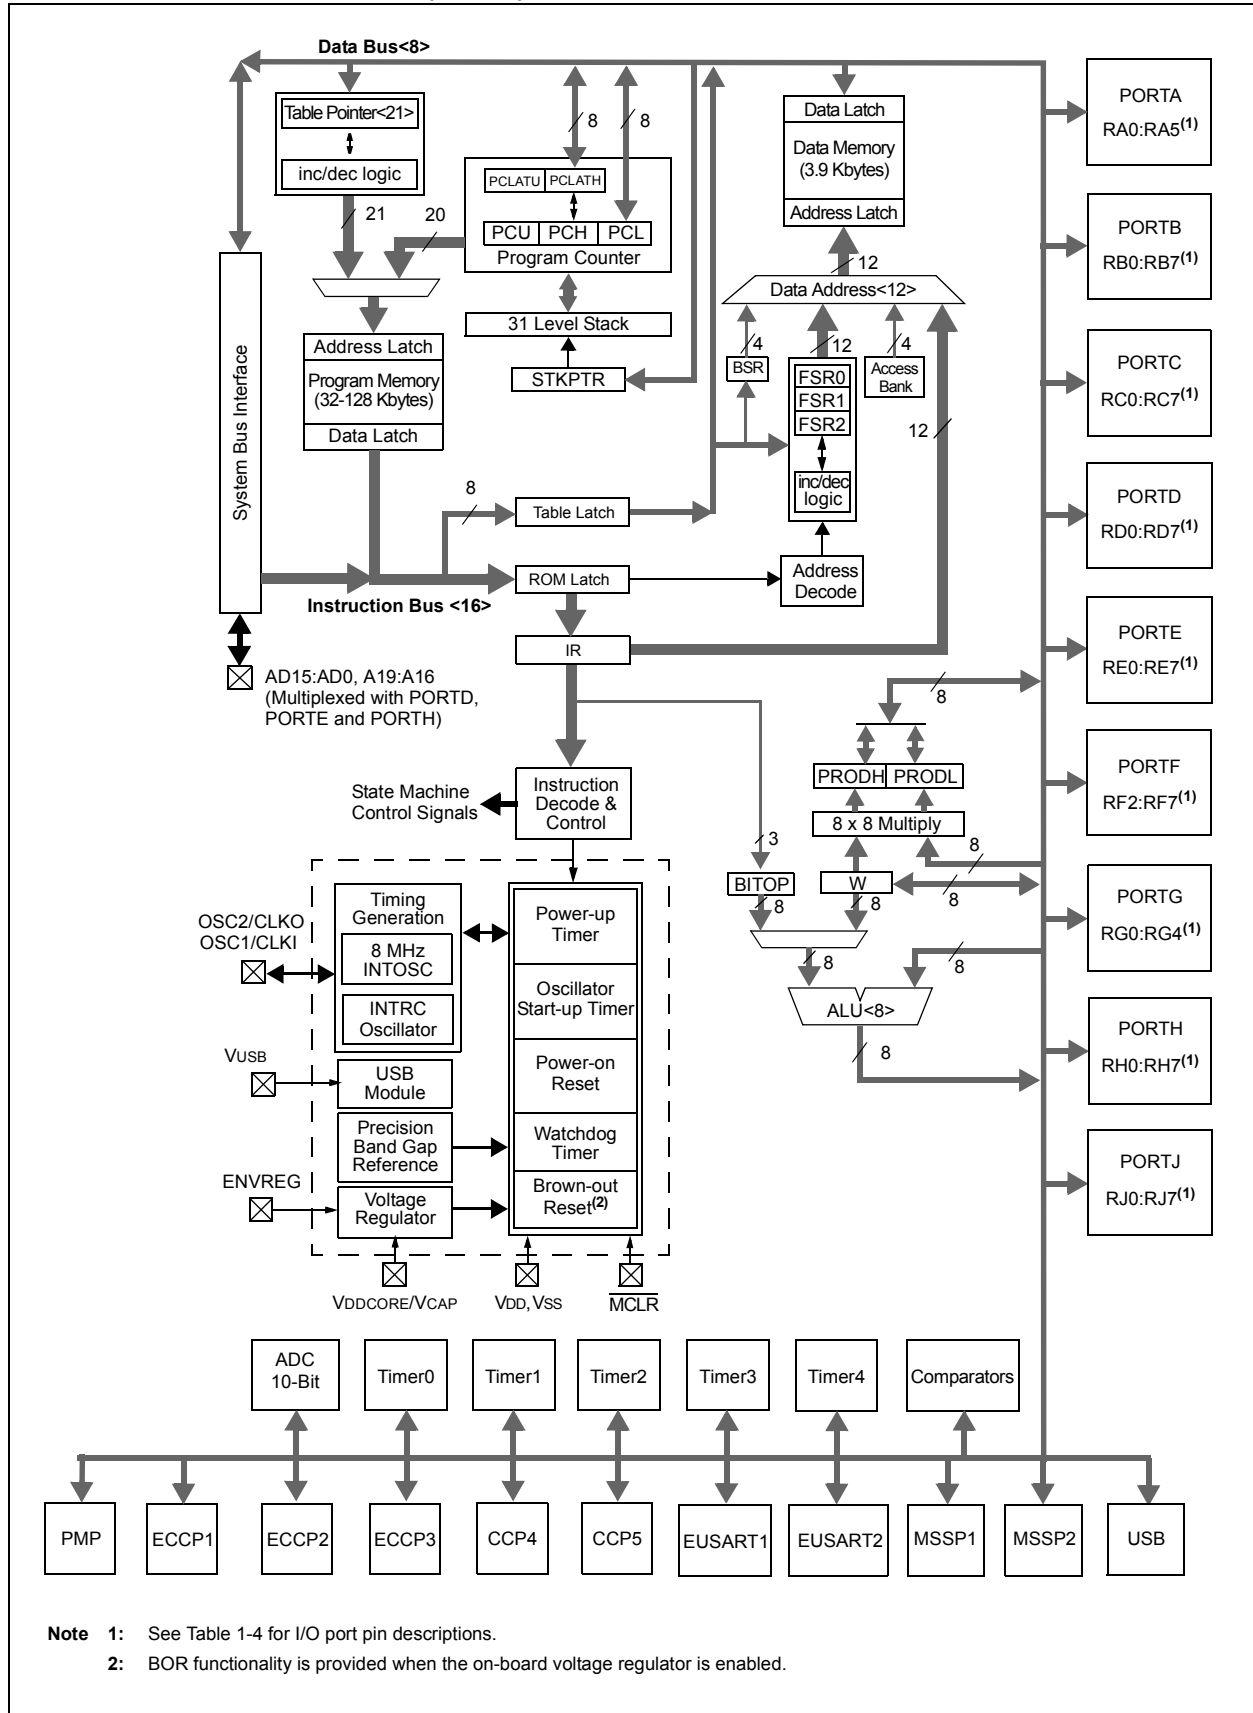 Data Bus<8>
Table Pointer<21>
inc/dec logic
21
20
8
8
PCLATU
PCLATH
PCU
PCH
PCL
Program Counter
31 Level Stack
STKPTR
Data Latch
Data Memory
(3.9 Kbytes)
Address Latch
12
Data Address<12>
4
12
4
BSR
FSR0
FSR1
FSR2
inc/dec
logic
Access
Bank
12
System Bus Interface
Address Latch
Program Memory
(32-128 Kbytes)
Data Latch
8
Table Latch
ROM Latch
Address
Decode
Instruction Bus <16>
IR
AD15:AD0, A19:A16
(Multiplexed with PORTD,
PORTE and PORTH)
8
PRODH
PRODL
8 x 8 Multiply
State Machine
Control Signals
Instruction
Decode &
Control
3
8
BITOP
W
8
8
8
8
8
ALU<8>
8
OSC2/CLKO
OSC1/CLKI
Timing
Generation
8 MHz
INTOSC
INTRC
Oscillator
Power-up
Timer
Oscillator
Start-up Timer
Power-on
Reset
Watchdog
Timer
Brown-out
Reset(2)
VUSB
USB
Module
Precision
Band Gap
Reference
ENVREG
Voltage
Regulator
VDDCORE/VCAP
VDD, VSS
MCLR
PORTA
RA0:RA5(1)
PORTB
RB0:RB7(1)
PORTC
RC0:RC7(1)
PORTD
RD0:RD7(1)
PORTE
RE0:RE7(1)
PORTF
RF2:RF7(1)
PORTG
RG0:RG4(1)
PORTH
RH0:RH7(1)
PORTJ
RJ0:RJ7(1)
ADC
10-Bit
Timer0
Timer1
Timer2
Timer3
Timer4
Comparators
PMP
ECCP1
ECCP2
ECCP3
CCP4
CCP5
EUSART1
EUSART2
MSSP1
MSSP2
USB
Note 1: See Table 1-4 for I/O port pin descriptions.
2: BOR functionality is provided when the on-board voltage regulator is enabled.